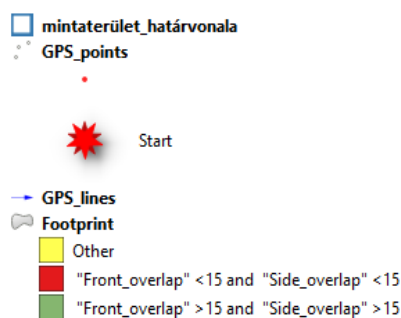 mintaterület_határvonala
GPS_points
Start
GPS_lines
Footprint
Other
"Front_overlap" <15 and "Side_overlap" <15
"Front_overlap" >15 and "Side_overlap" >15